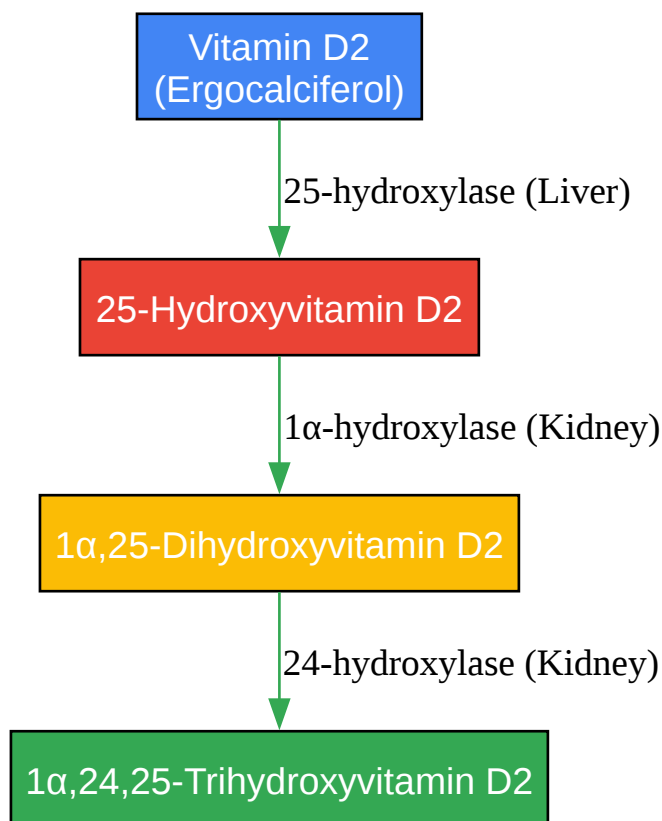 Vitamin D2
(Ergocalciferol)
25-hydroxylase (Liver)
25-Hydroxyvitamin D2
1α-hydroxylase (Kidney)
1α,25-Dihydroxyvitamin D2
24-hydroxylase (Kidney)
1α,24,25-Trihydroxyvitamin D2